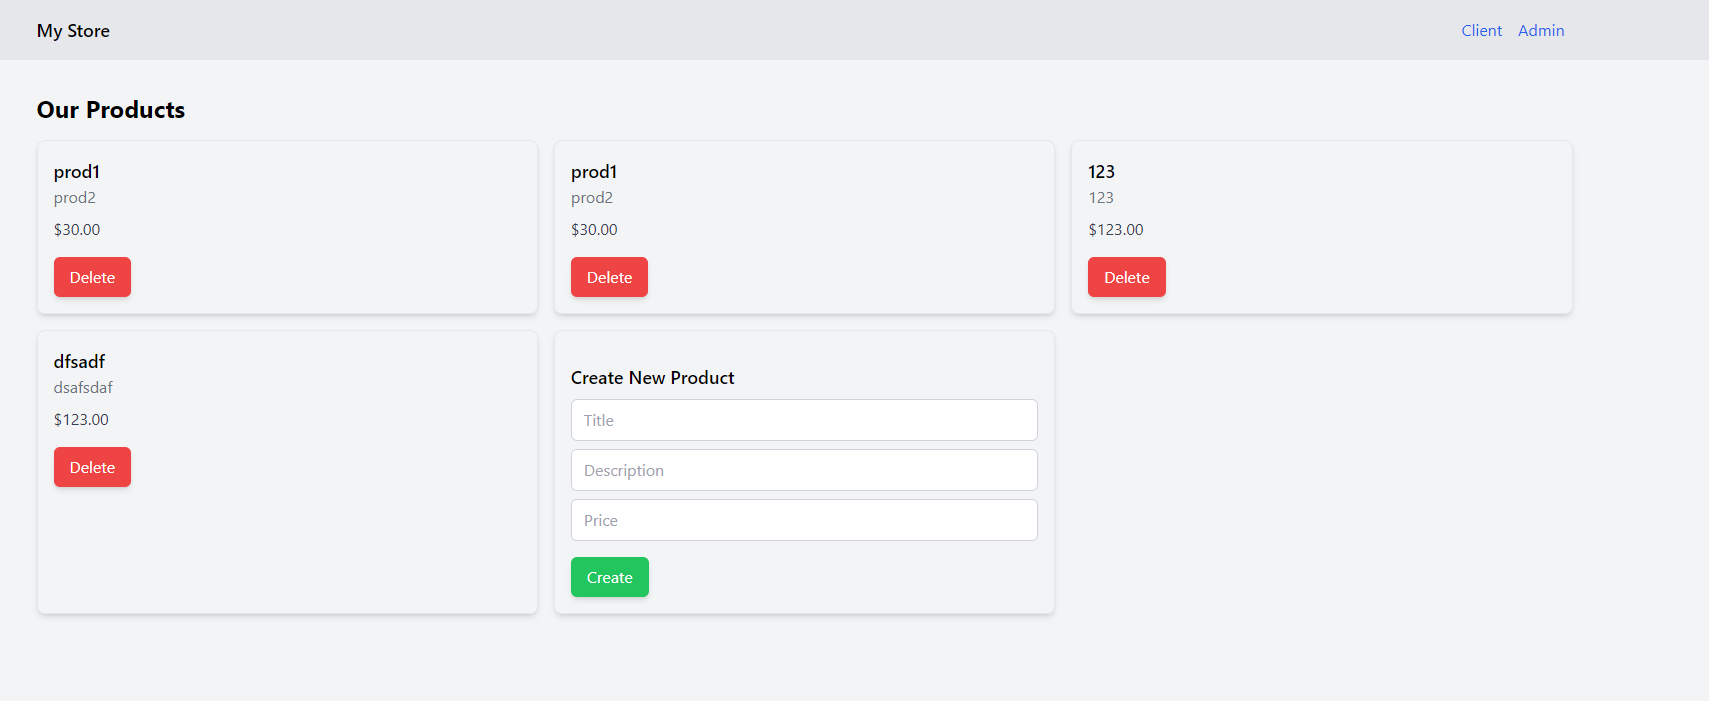 My Store
Client Admin
Our Products
prod1
prod2
$30.00
Delete
prod1
prod2
$30.00
Delete
123
123
$123.00
Delete
dfsadf
dsafsdaf
$123.00
Delete
Create New Product
Title
Description
Price
Create